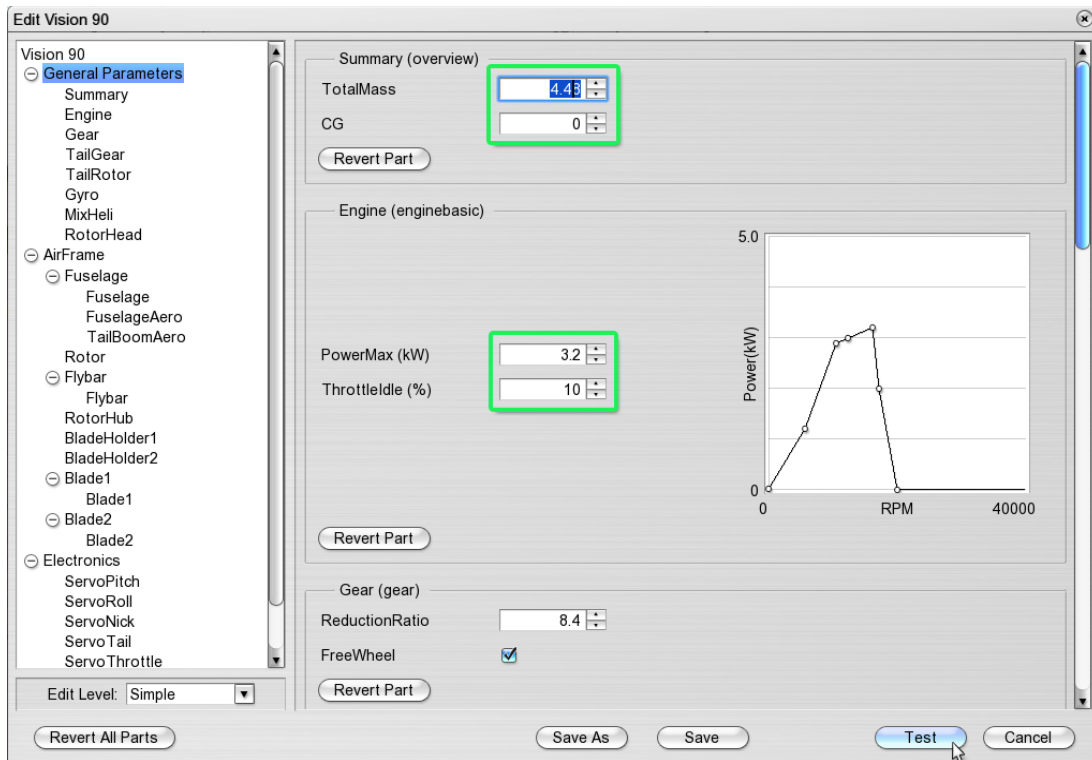 Edit Vision 90
Vision 90
General Parameters
Summary
Engine
Gear
TailGear
TailRotor
Gyro
MixHeli
RotorHead
AirFrame
Fuselage
Fuselage
FuselageAero
TailBoomAero
Rotor
Flybar
Flybar
RotorHub
BladeHolder1
BladeHolder2
Blade1
Blade1
Blade2
Blade2
Electronics
ServoPitch
ServoRoll
ServoNick
ServoTail
ServoThrottle
Edit Level: Simple
Summary (overview)
TotalMass 4.48
CG 0
Revert Part
Engine (enginebasic)
PowerMax (kW) 3.2
ThrottleIdle (%) 10
5.0
Power(kW)
0
0 RPM 40000
Revert Part
Gear (gear)
ReductionRatio 8.4
FreeWheel
Revert Part
Revert All Parts Save As Save Test Cancel